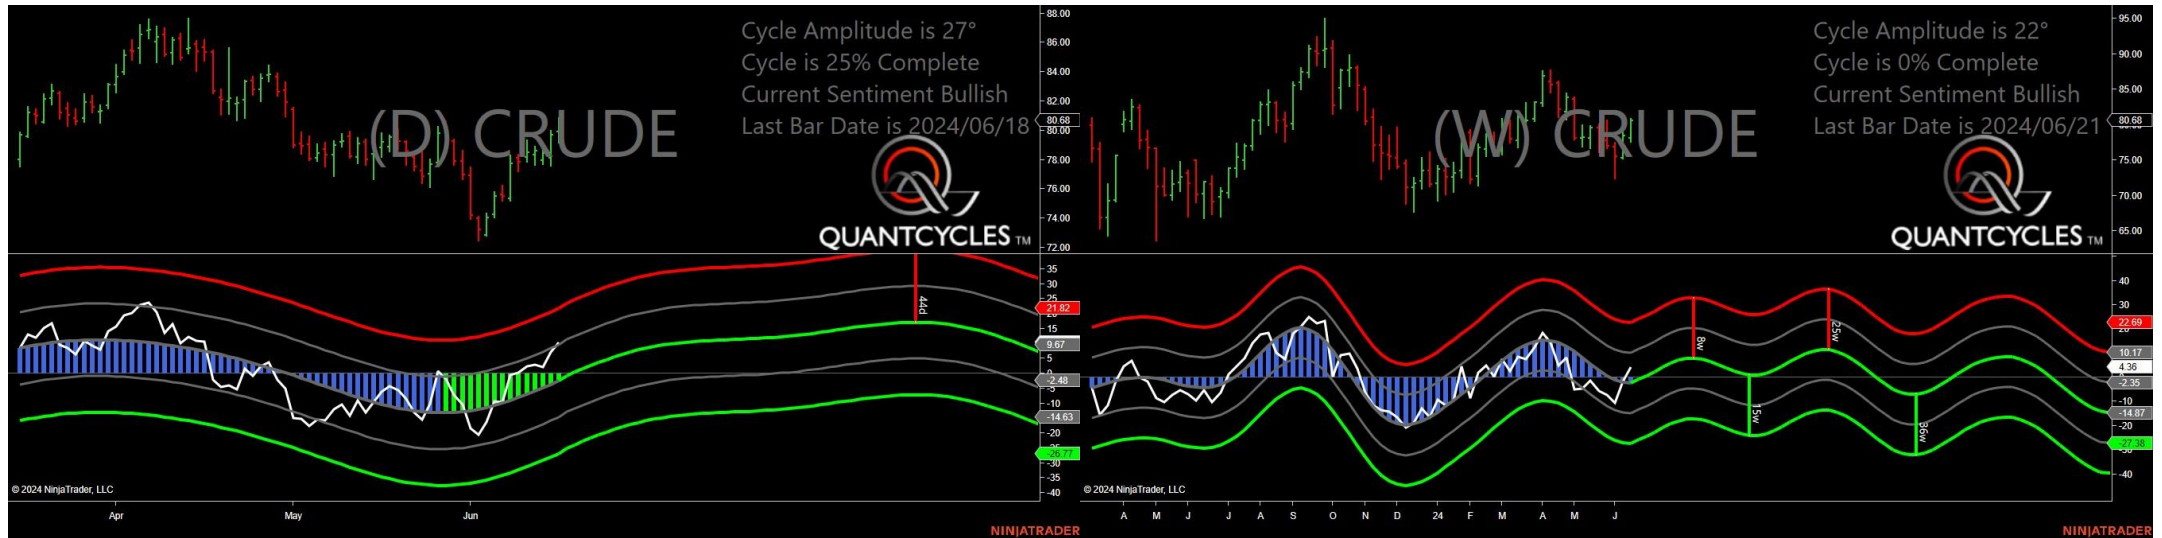 Cycle Amplitude is 27°
Cycle is 25% Complete
Current Sentiment Bullish
Last Bar Date is 2024/06/18
(D) CRUDE
QUANTCYCLES TM
88.00
86.00
84.00
82.00
80.68
80.00
78.00
76.00
74.00
72.00
44d
35
30
25
21.82
15
9.67
5
-2.48
-5
-10
-14.63
-20
-26.77
-30
-35
-40
© 2024 NinjaTrader, LLC
Apr May Jun
NINJATRADER
Cycle Amplitude is 22°
Cycle is 0% Complete
Current Sentiment Bullish
Last Bar Date is 2024/06/21
(W) CRUDE
QUANTCYCLES TM
95.00
90.00
85.00
80.68
75.00
70.00
65.00
8w
15w
25w
36w
40
30
22.69
10.17
4.36
-2.35
-10
-14.87
-20
-27.38
-40
© 2024 NinjaTrader, LLC
A M J J A S O N D 24 F M A M J
NINJATRADER